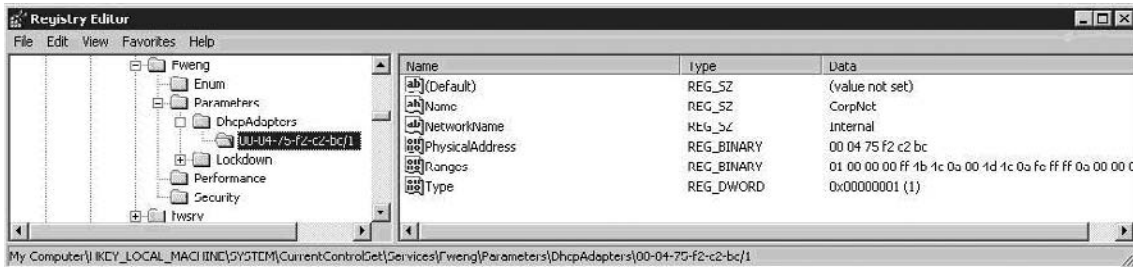 Registry Editor
File Edit View Favorites Help
Fweng
Enum
Parameters
DhcpAdapters
00-04-75-f2-c2-bc/1
Lockdown
Performance
Security
fwsrv
Name Type Data
(Default) REG_SZ (value not set)
Name REG_SZ CorpNet
NetworkName REG_SZ Internal
PhysicalAddress REG_BINARY 00 04 75 f2 c2 bc
Ranges REG_BINARY 01 00 00 00 ff 4b 4c 0a 00 4d 4c 0a fe ff ff 0a 00 00
Type REG_DWORD 0x00000001 (1)
My Computer\HKEY_LOCAL_MACHINE\SYSTEM\CurrentControlSet\Services\Fweng\Parameters\DhcpAdapters\00-04-75-f2-c2-bc/1